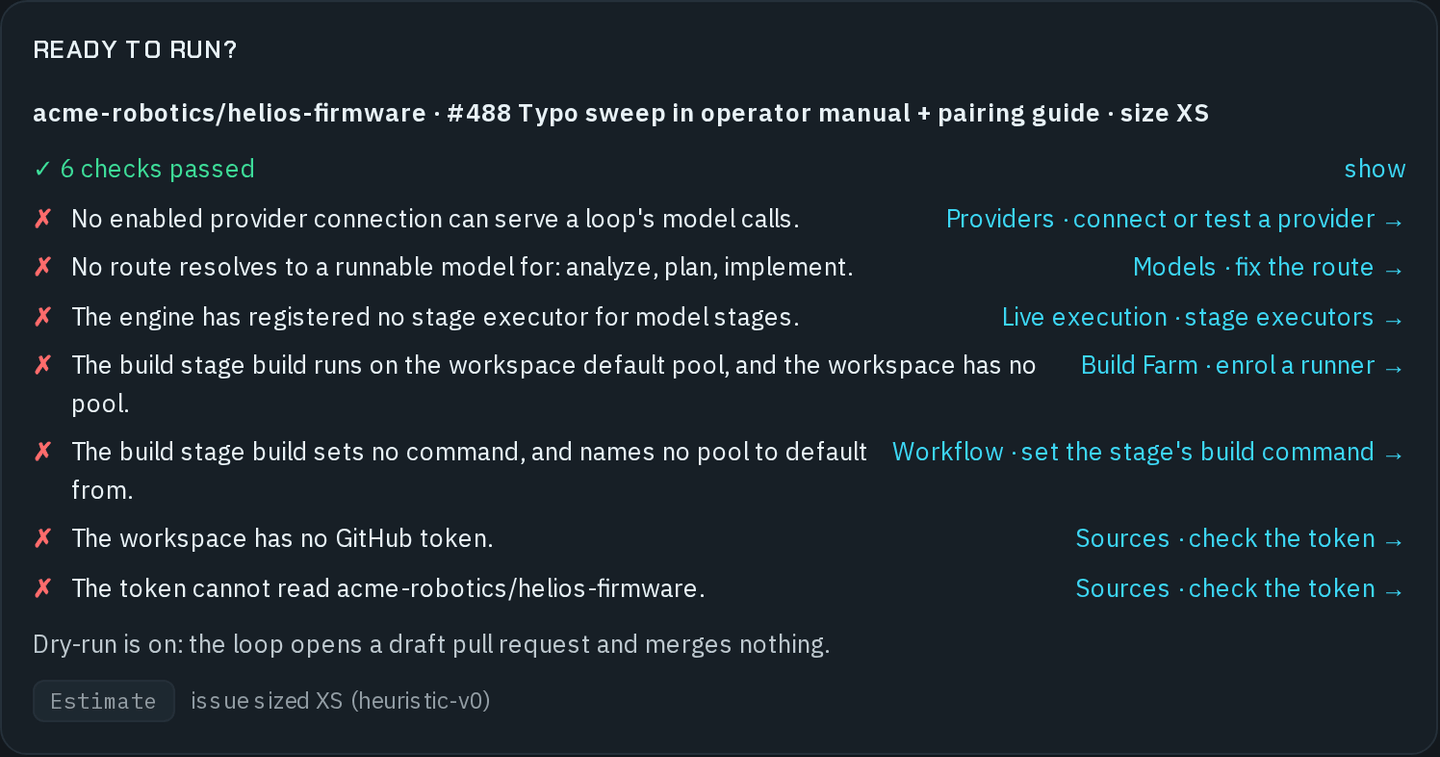 READY TO RUN?
acme-robotics/helios-firmware · #488 Typo sweep in operator manual + pairing guide · size XS
✓ 6 checks passed show
✗ No enabled provider connection can serve a loop's model calls. Providers · connect or test a provider →
✗ No route resolves to a runnable model for: analyze, plan, implement. Models · fix the route →
✗ The engine has registered no stage executor for model stages. Live execution · stage executors →
✗ The build stage build runs on the workspace default pool, and the workspace has no Build Farm · enrol a runner →
pool.
✗ The build stage build sets no command, and names no pool to default Workflow · set the stage's build command →
from.
✗ The workspace has no GitHub token. Sources · check the token →
✗ The token cannot read acme-robotics/helios-firmware. Sources · check the token →
Dry-run is on: the loop opens a draft pull request and merges nothing.
Estimate issue sized XS (heuristic-v0)